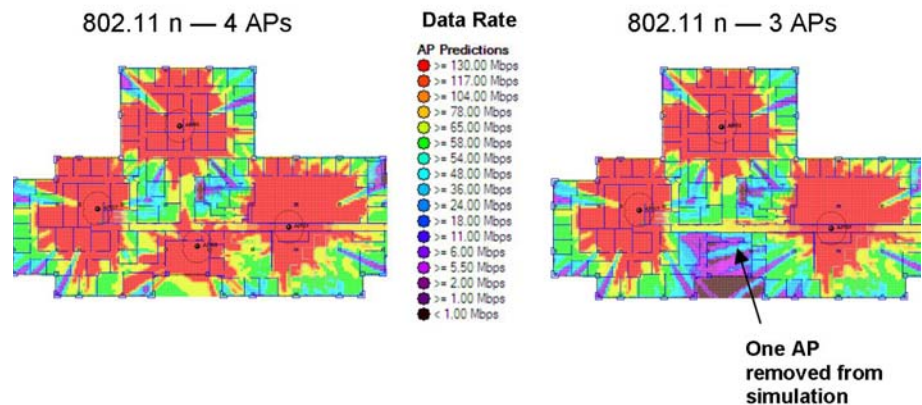 802.11 n — 4 APs
Data Rate
802.11 n — 3 APs
AP Predictions
>= 130.00 Mbps
>= 117.00 Mbps
>= 104.00 Mbps
>= 78.00 Mbps
>= 65.00 Mbps
>= 58.00 Mbps
>= 54.00 Mbps
>= 48.00 Mbps
>= 36.00 Mbps
>= 24.00 Mbps
>= 18.00 Mbps
>= 11.00 Mbps
>= 6.00 Mbps
>= 5.50 Mbps
>= 2.00 Mbps
>= 1.00 Mbps
< 1.00 Mbps
One AP
removed from
simulation